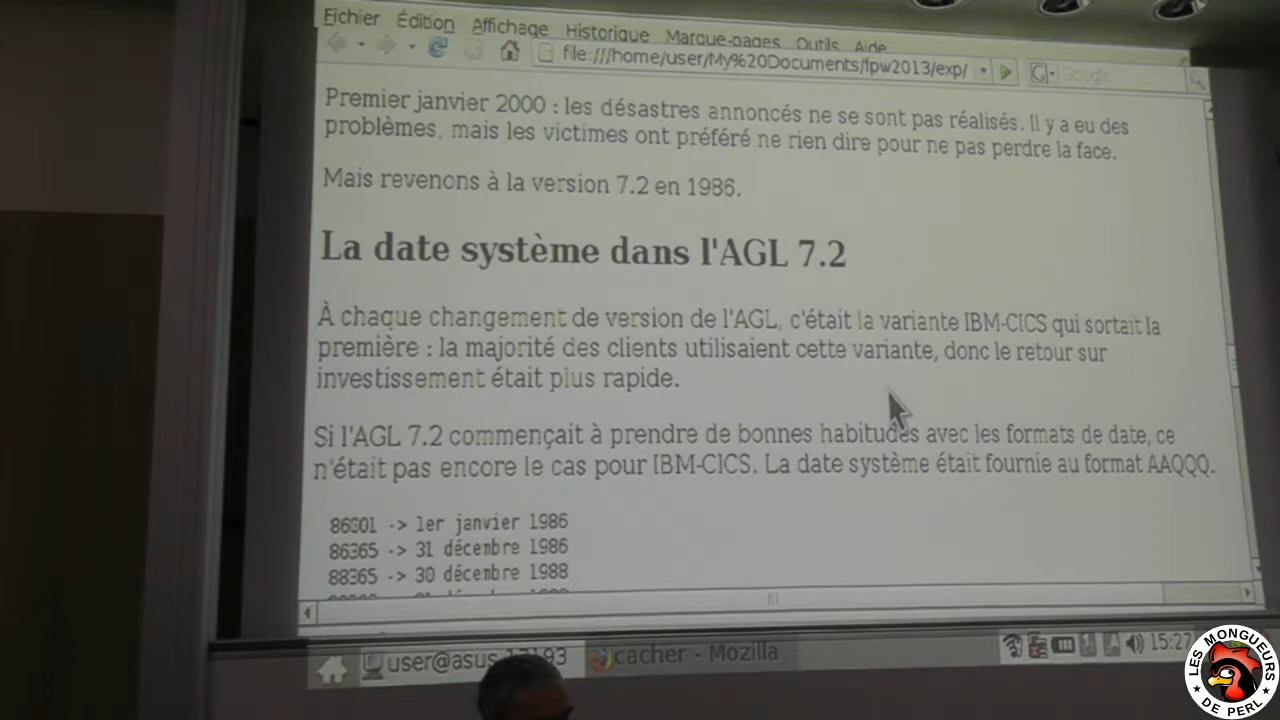 Fichier Édition Affichage Historique Marque-pages Outils Aide
file:///home/user/My%20Documents/fpw2013/exp/
Google
Premier janvier 2000 : les désastres annoncés ne se sont pas réalisés. Il y a eu des
problèmes, mais les victimes ont préféré ne rien dire pour ne pas perdre la face.
Mais revenons à la version 7.2 en 1986.
La date système dans l'AGL 7.2
À chaque changement de version de l'AGL, c'était la variante IBM-CICS qui sortait la
première : la majorité des clients utilisaient cette variante, donc le retour sur
investissement était plus rapide.
Si l'AGL 7.2 commençait à prendre de bonnes habitudes avec les formats de date, ce
n'était pas encore le cas pour IBM-CICS. La date système était fournie au format AAQQQ.
86001 -> 1er janvier 1986
86365 -> 31 décembre 1986
88365 -> 30 décembre 1988
user@asus cacher - Mozilla 15:27
LES MONGUEURS
DE PERL